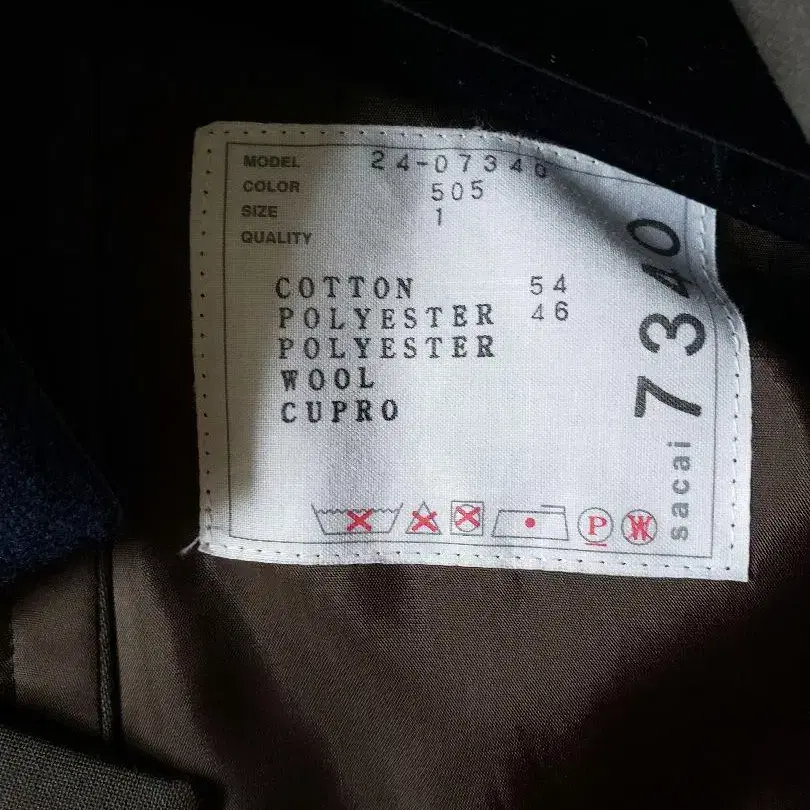 MODEL 24-07340
COLOR 505
SIZE 1
QUALITY
COTTON 54
POLYESTER 46
POLYESTER
WOOL
CUPRO
P W
sacai 7340